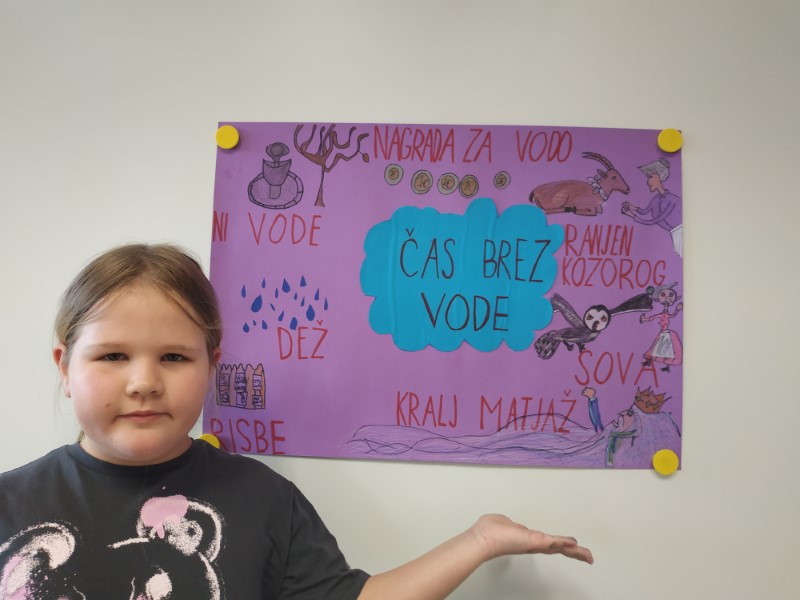 NAGRADA ZA VODO
NI VODE
ČAS BREZ
VODE
RANJEN
KOZOROG
DEŽ
SOVA
KRALJ MATJAŽ
RISBE